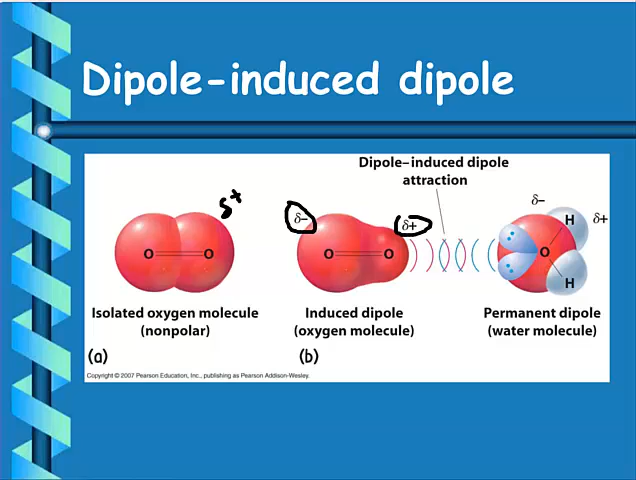 Dipole-induced dipole
Dipole–induced dipole
attraction
δ+
δ–
δ+
δ–
δ+
O
O
O
O
H
O
H
Isolated oxygen molecule
(nonpolar)
Induced dipole
(oxygen molecule)
Permanent dipole
(water molecule)
(a)
(b)
Copyright © 2007 Pearson Education, Inc., publishing as Pearson Addison-Wesley.